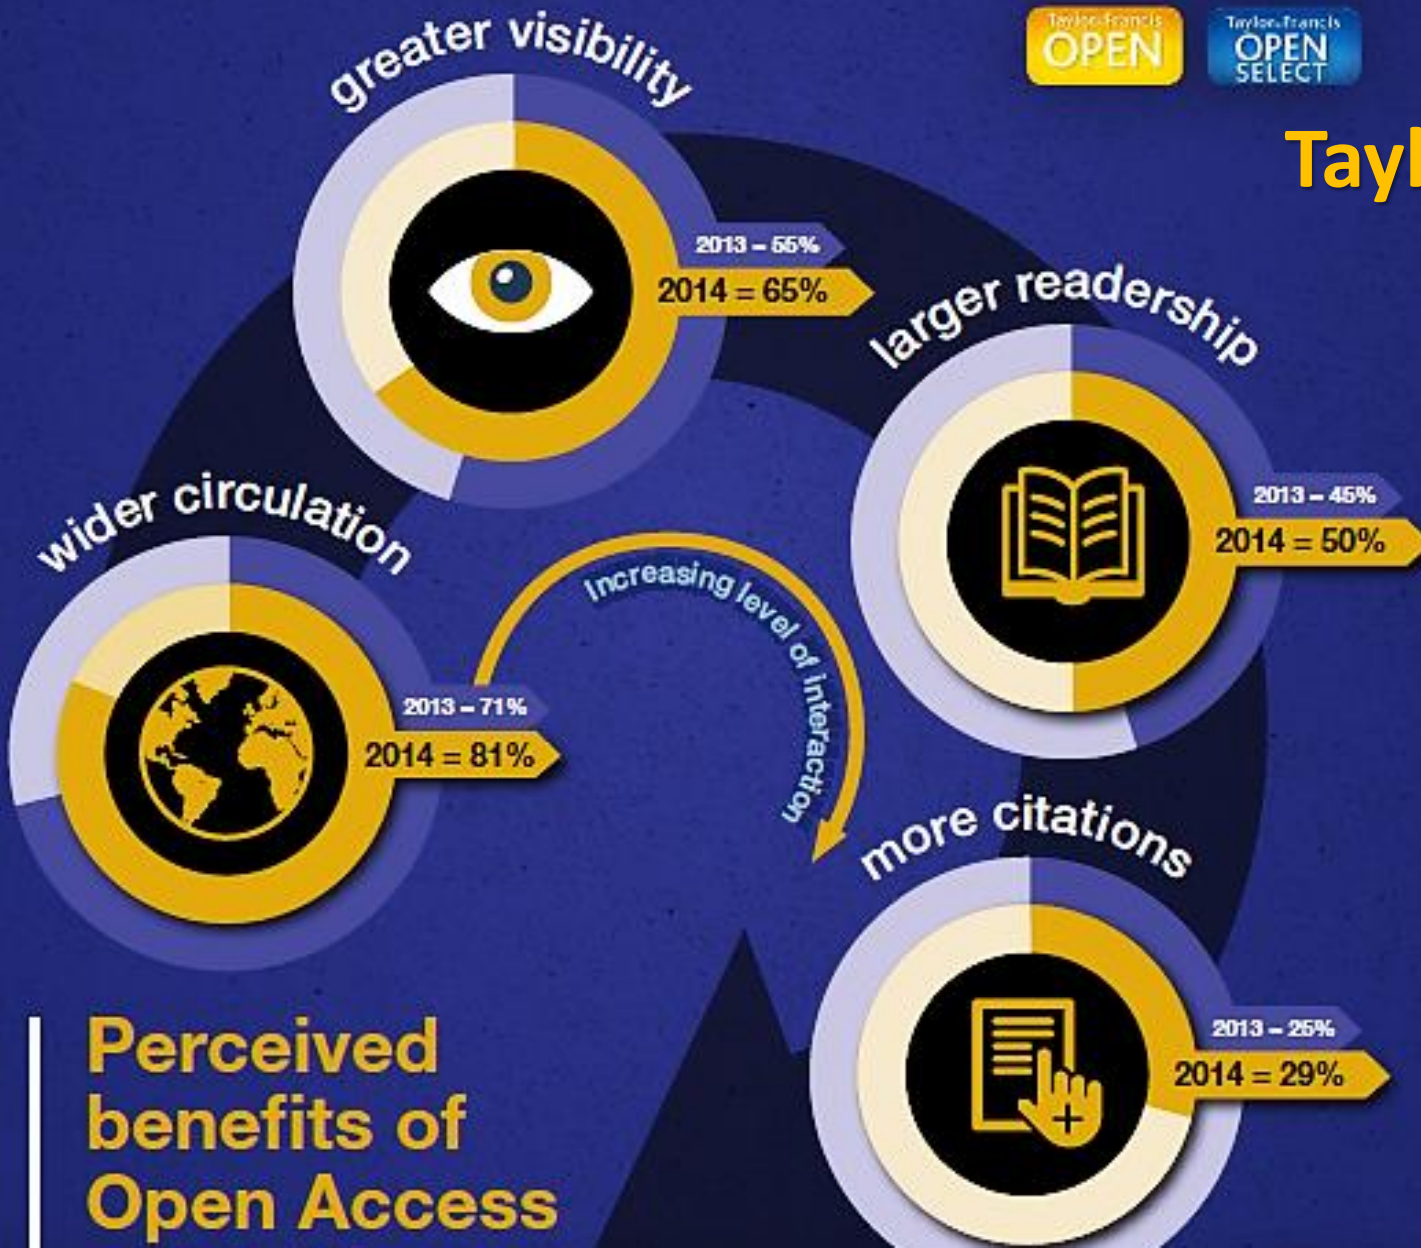 Taylor & Francis
OPEN
Taylor & Francis
OPEN
SELECT
Tayl
greater visibility
2013 – 55%
2014 = 65%
larger readership
2013 – 45%
2014 = 50%
wider circulation
2013 – 71%
2014 = 81%
Increasing level of interaction
more citations
2013 – 25%
2014 = 29%
Perceived
benefits of
Open Access